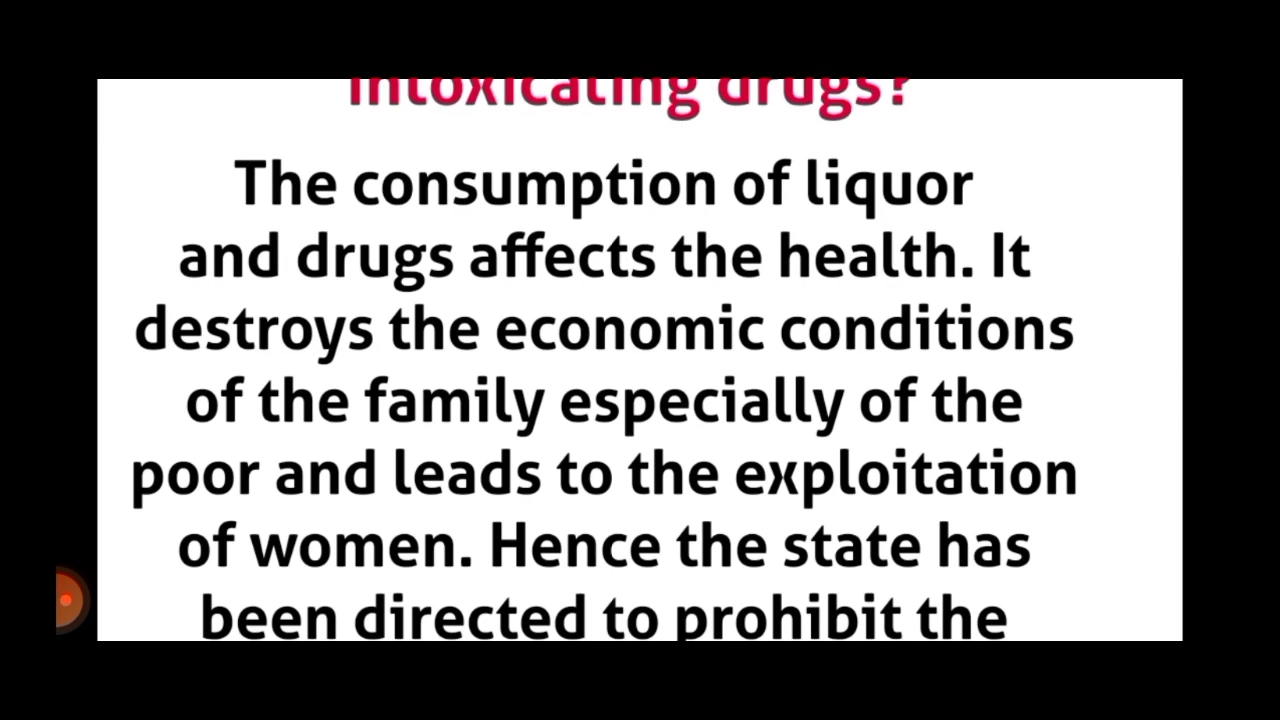 intoxicating drugs?
The consumption of liquor
and drugs affects the health. It
destroys the economic conditions
of the family especially of the
poor and leads to the exploitation
of women. Hence the state has
been directed to prohibit the